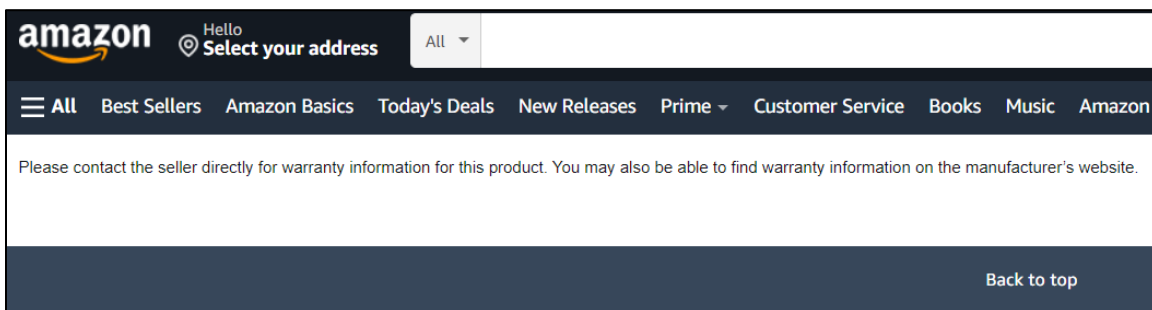 amazon
Hello
Select your address
All
All Best Sellers Amazon Basics Today's Deals New Releases Prime Customer Service Books Music Amazon
Please contact the seller directly for warranty information for this product. You may also be able to find warranty information on the manufacturer’s website.
Back to top